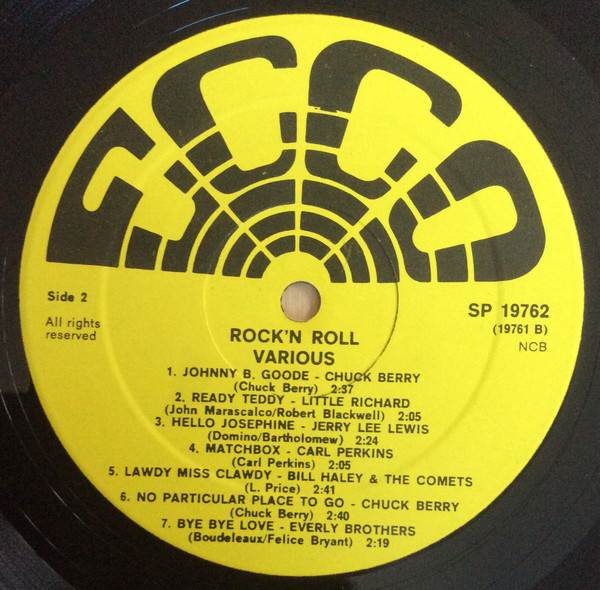 Side 2
All rights
reserved
SP 19762
(19761 B)
NCB
ROCK'N ROLL
VARIOUS
1. JOHNNY B. GOODE - CHUCK BERRY
(Chuck Berry) 2:37
2. READY TEDDY - LITTLE RICHARD
(John Marascalco/Robert Blackwell) 2:05
3. HELLO JOSEPHINE - JERRY LEE LEWIS
(Domino/Bartholomew) 2:24
4. MATCHBOX - CARL PERKINS
(Carl Perkins) 2:05
5. LAWDY MISS CLAWDY - BILL HALEY & THE COMETS
(L. Price) 2:41
6. NO PARTICULAR PLACE TO GO - CHUCK BERRY
(Chuck Berry) 2:40
7. BYE BYE LOVE - EVERLY BROTHERS
(Boudeleaux/Felice Bryant) 2:19